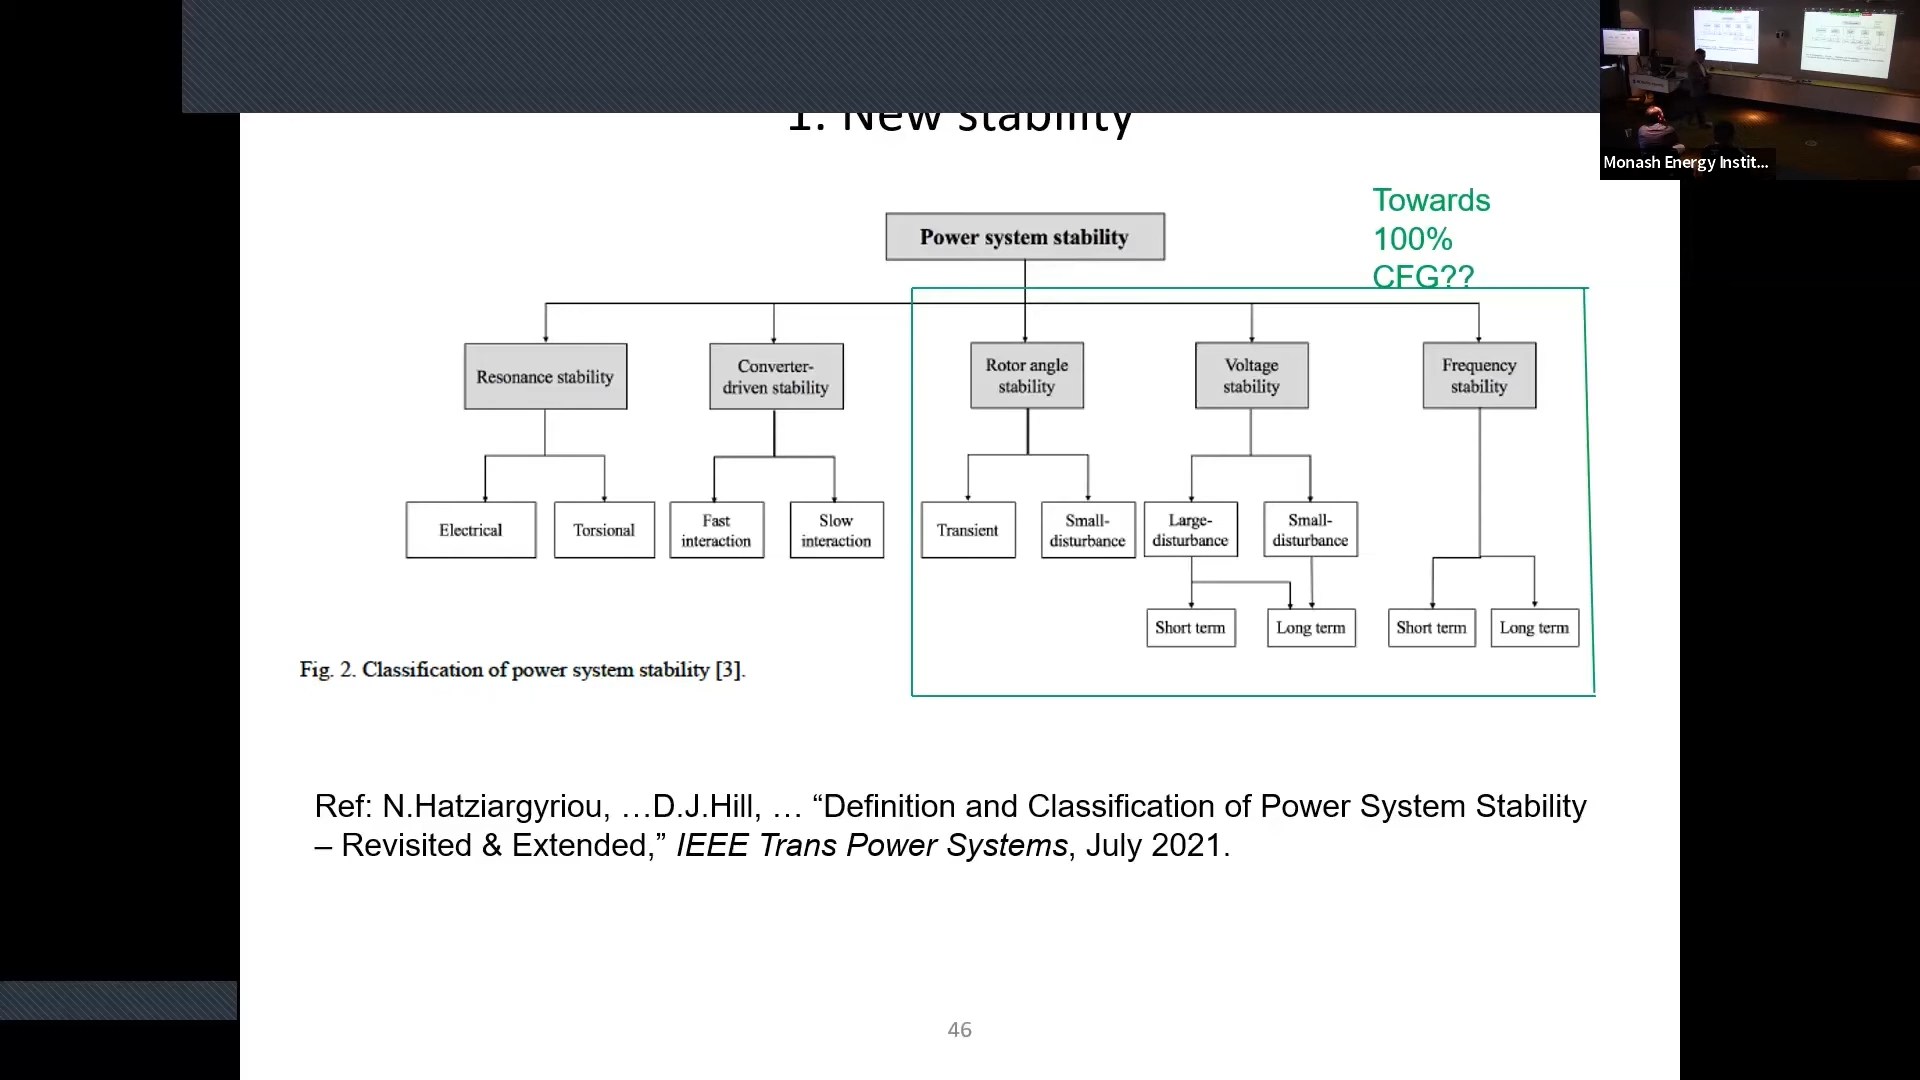 1. New stability
Monash Energy Instit...
Towards
100%
CFG??
Power system stability
Resonance stability
Converter-
driven stability
Rotor angle
stability
Voltage
stability
Frequency
stability
Electrical
Torsional
Fast
interaction
Slow
interaction
Transient
Small-
disturbance
Large-
disturbance
Small-
disturbance
Short term
Long term
Short term
Long term
Fig. 2. Classification of power system stability [3].
Ref: N.Hatziargyriou, …D.J.Hill, … “Definition and Classification of Power System Stability
– Revisited & Extended,” IEEE Trans Power Systems, July 2021.
46